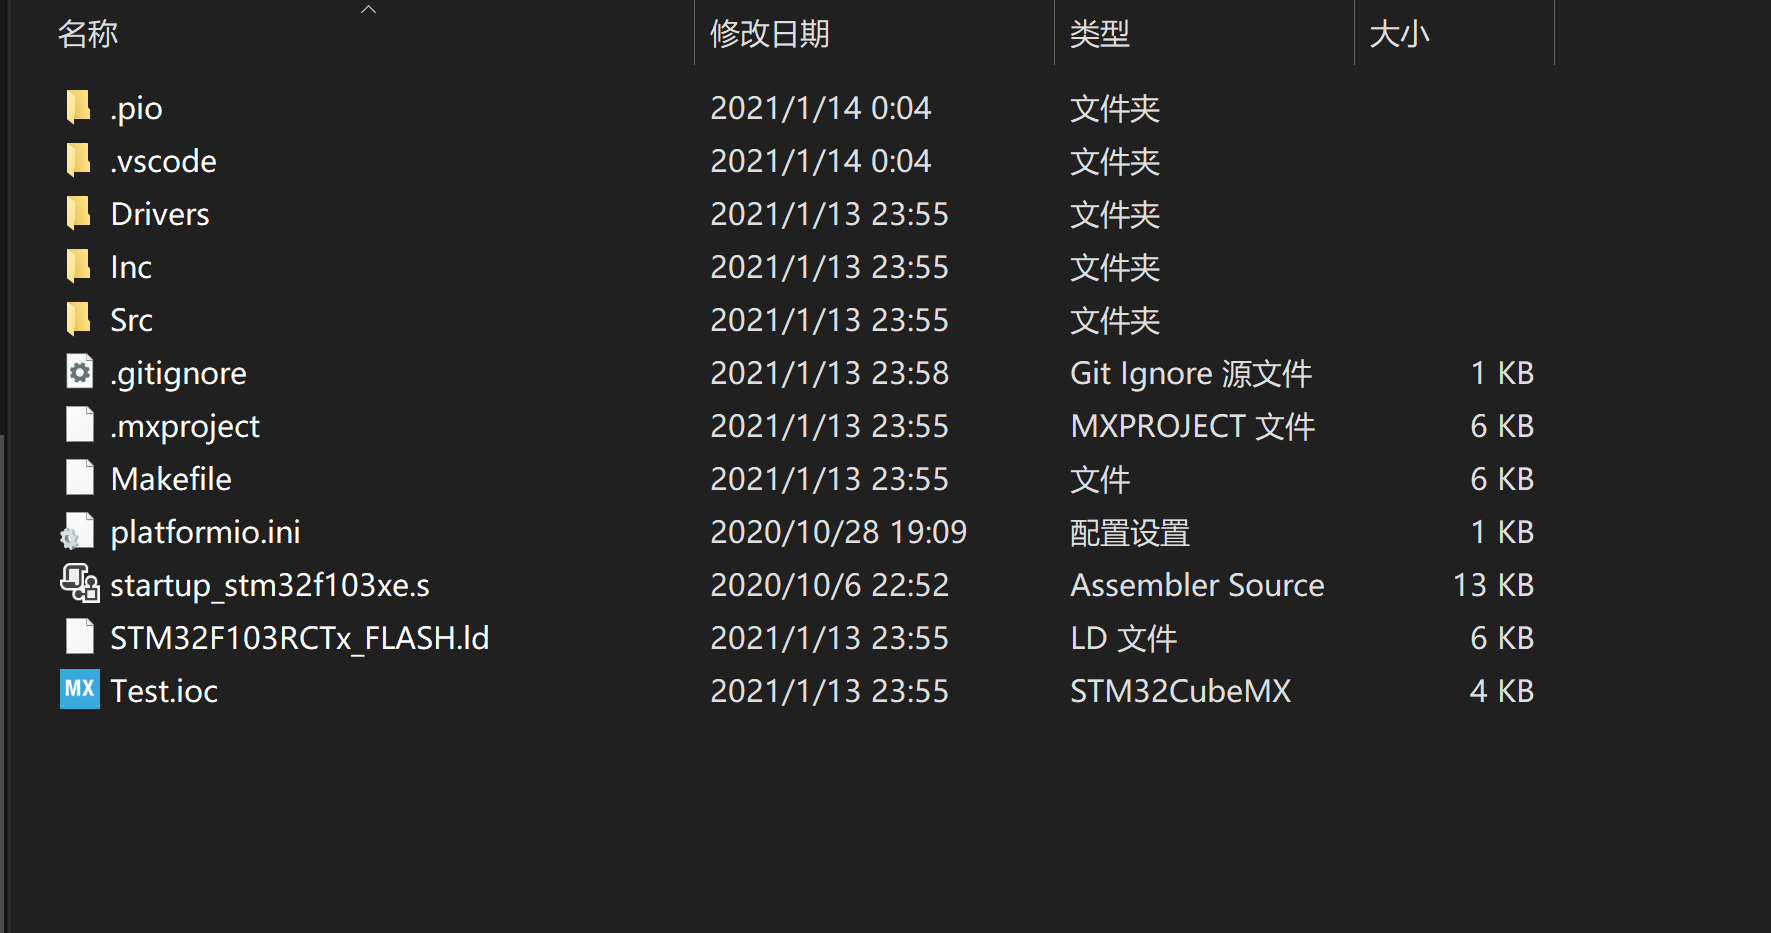 名称 修改日期 类型 大小
.pio 2021/1/14 0:04 文件夹
.vscode 2021/1/14 0:04 文件夹
Drivers 2021/1/13 23:55 文件夹
Inc 2021/1/13 23:55 文件夹
Src 2021/1/13 23:55 文件夹
.gitignore 2021/1/13 23:58 Git Ignore 源文件 1 KB
.mxproject 2021/1/13 23:55 MXPROJECT 文件 6 KB
Makefile 2021/1/13 23:55 文件 6 KB
platformio.ini 2020/10/28 19:09 配置设置 1 KB
startup_stm32f103xe.s 2020/10/6 22:52 Assembler Source 13 KB
STM32F103RCTx_FLASH.ld 2021/1/13 23:55 LD 文件 6 KB
MX Test.ioc 2021/1/13 23:55 STM32CubeMX 4 KB